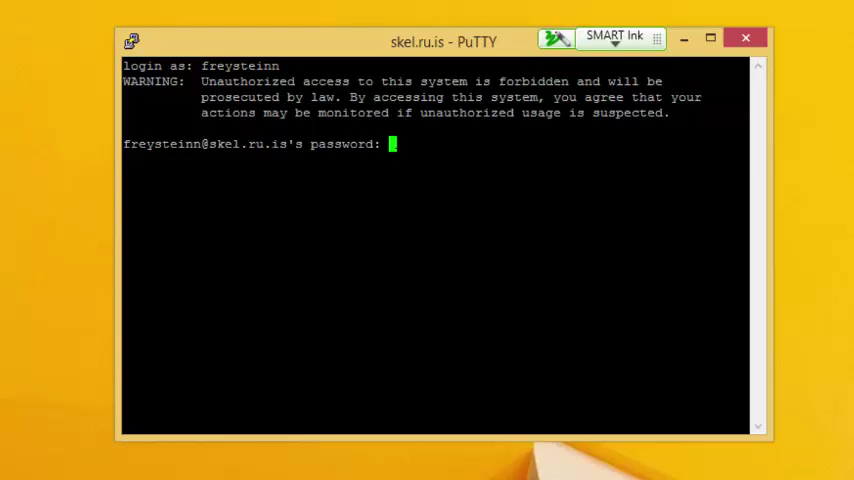 skel.ru.is - PuTTY
SMART Ink
login as: freysteinn
WARNING:  Unauthorized access to this system is forbidden and will be
prosecuted by law. By accessing this system, you agree that your
actions may be monitored if unauthorized usage is suspected.
freysteinn@skel.ru.is's password: